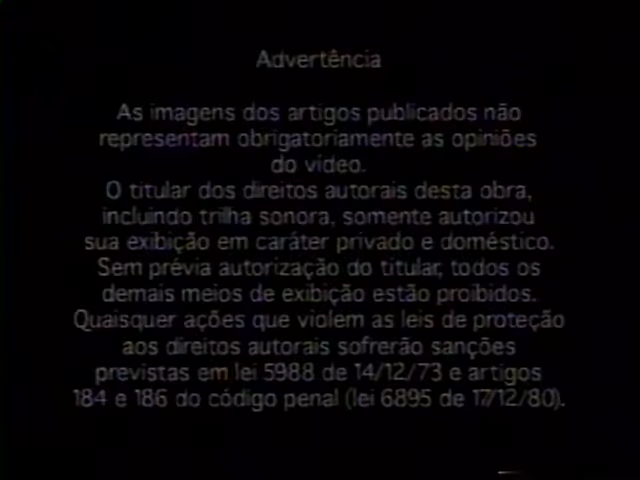 Advertência
As imagens dos artigos publicados não
representam obrigatoriamente as opiniões
do vídeo.
O titular dos direitos autorais desta obra,
incluindo trilha sonora, somente autorizou
sua exibição em caráter privado e doméstico.
Sem prévia autorização do titular, todos os
demais meios de exibição estão proibidos.
Quaisquer ações que violem as leis de proteção
aos direitos autorais sofrerão sanções
previstas em lei 5988 de 14/12/73 e artigos
184 e 186 do código penal (lei 6895 de 17/12/80).